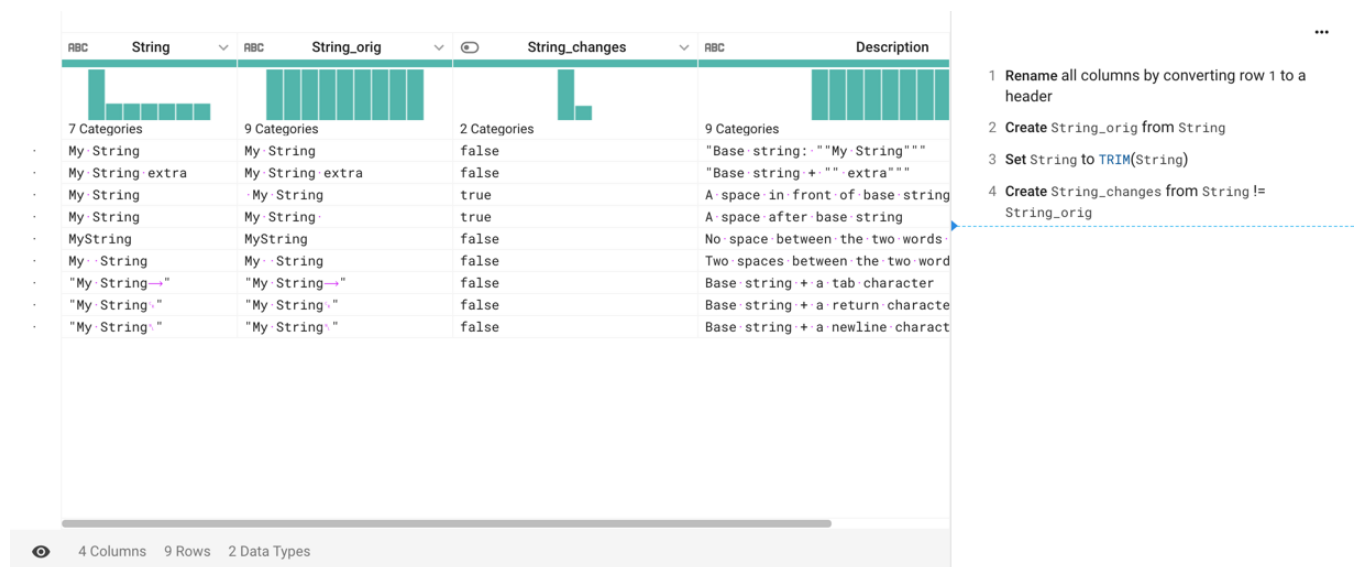 ABC String ABC String_orig String_changes ABC Description
7 Categories 9 Categories 2 Categories 9 Categories
My·String My·String false "Base·string:·""My·String"""
My·String·extra My·String·extra false "Base·string·+·""·extra"""
My·String ·My·String true A·space·in·front·of·base·string
My·String My·String· true A·space·after·base·string
MyString MyString false No·space·between·the·two·words·
My··String My··String false Two·spaces·between·the·two·word
"My·String→" "My·String→" false Base·string·+·a·tab·character
"My·String" "My·String" false Base·string·+·a·return·characte
"My·String" "My·String" false Base·string·+·a·newline·charact
4 Columns 9 Rows 2 Data Types
1 Rename all columns by converting row 1 to a
header
2 Create String_orig from String
3 Set String to TRIM(String)
4 Create String_changes from String !=
String_orig